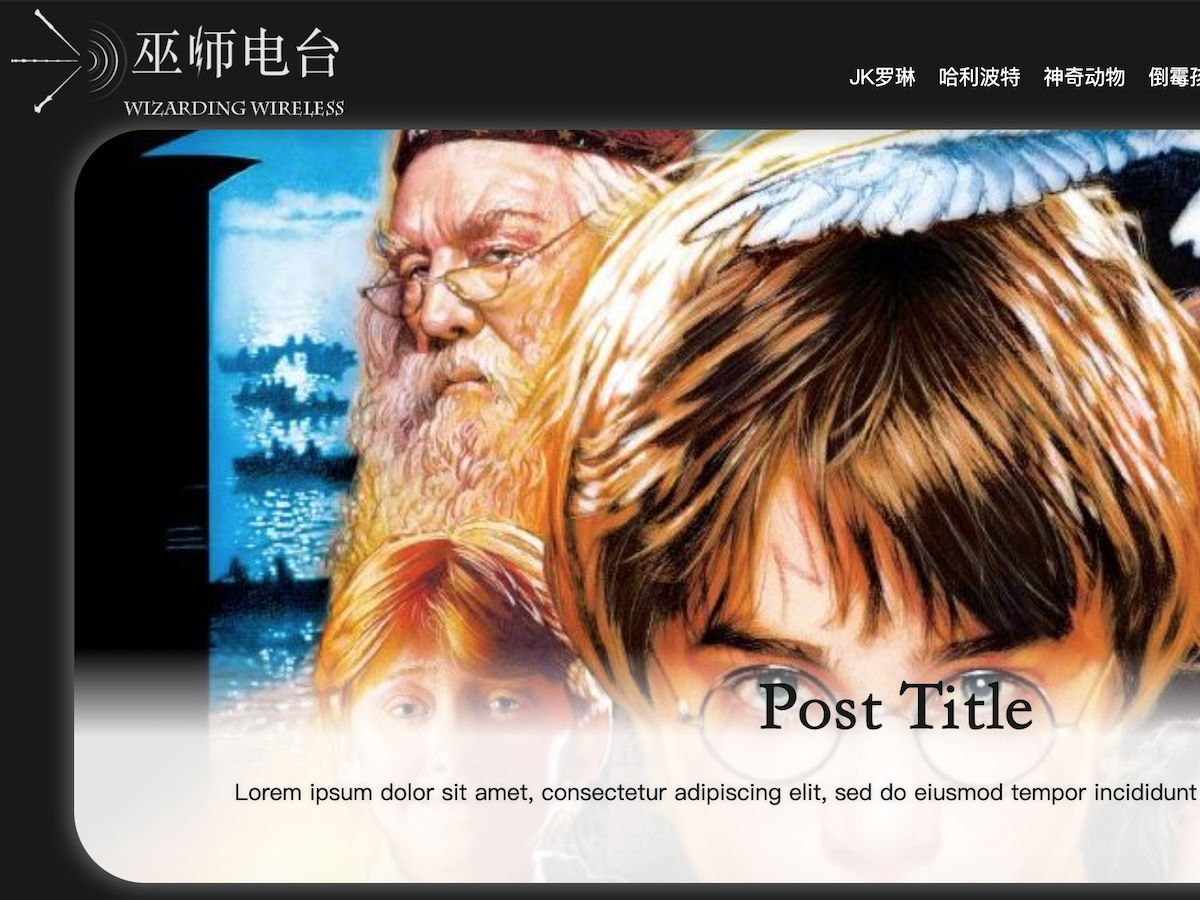 巫师电台
WIZARDING WIRELESS
JK罗琳 哈利波特 神奇动物 倒霉孩
Post Title
Lorem ipsum dolor sit amet, consectetur adipiscing elit, sed do eiusmod tempor incididunt